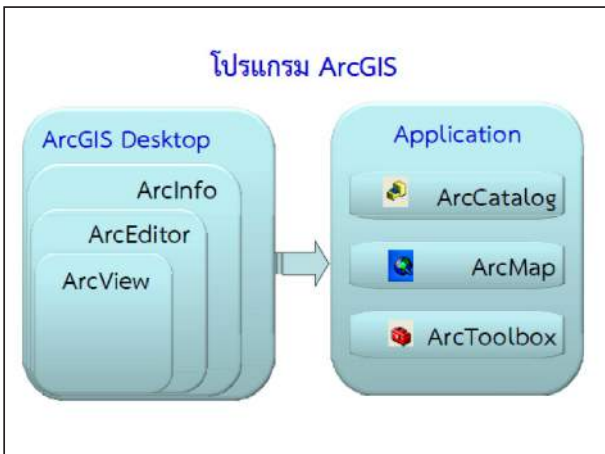 โปรแกรม ArcGIS
ArcGIS Desktop
ArcInfo
ArcEditor
ArcView
Application
ArcCatalog
ArcMap
ArcToolbox